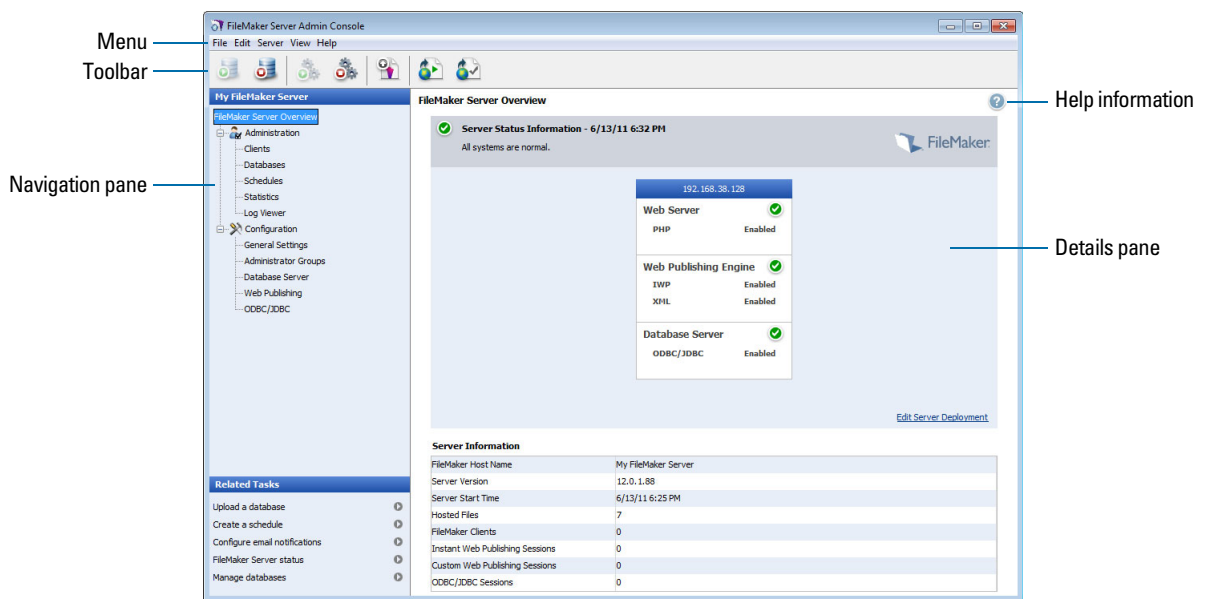 FileMaker Server Admin Console
Menu
File Edit Server View Help
Toolbar
My FileMaker Server
FileMaker Server Overview
Help information
FileMaker Server Overview
Administration
Clients
Databases
Schedules
Statistics
Log Viewer
Configuration
General Settings
Administrator Groups
Database Server
Web Publishing
ODBC/JDBC
Navigation pane
Server Status Information - 6/13/11 6:32 PM
All systems are normal.
FileMaker
192.168.38.128
Web Server
PHP Enabled
Web Publishing Engine
IWP Enabled
XML Enabled
Database Server
ODBC/JDBC Enabled
Details pane
Edit Server Deployment
Related Tasks
Upload a database
Create a schedule
Configure email notifications
FileMaker Server status
Manage databases
Server Information
FileMaker Host Name My FileMaker Server
Server Version 12.0.1.88
Server Start Time 6/13/11 6:25 PM
Hosted Files 7
FileMaker Clients 0
Instant Web Publishing Sessions 0
Custom Web Publishing Sessions 0
ODBC/JDBC Sessions 0